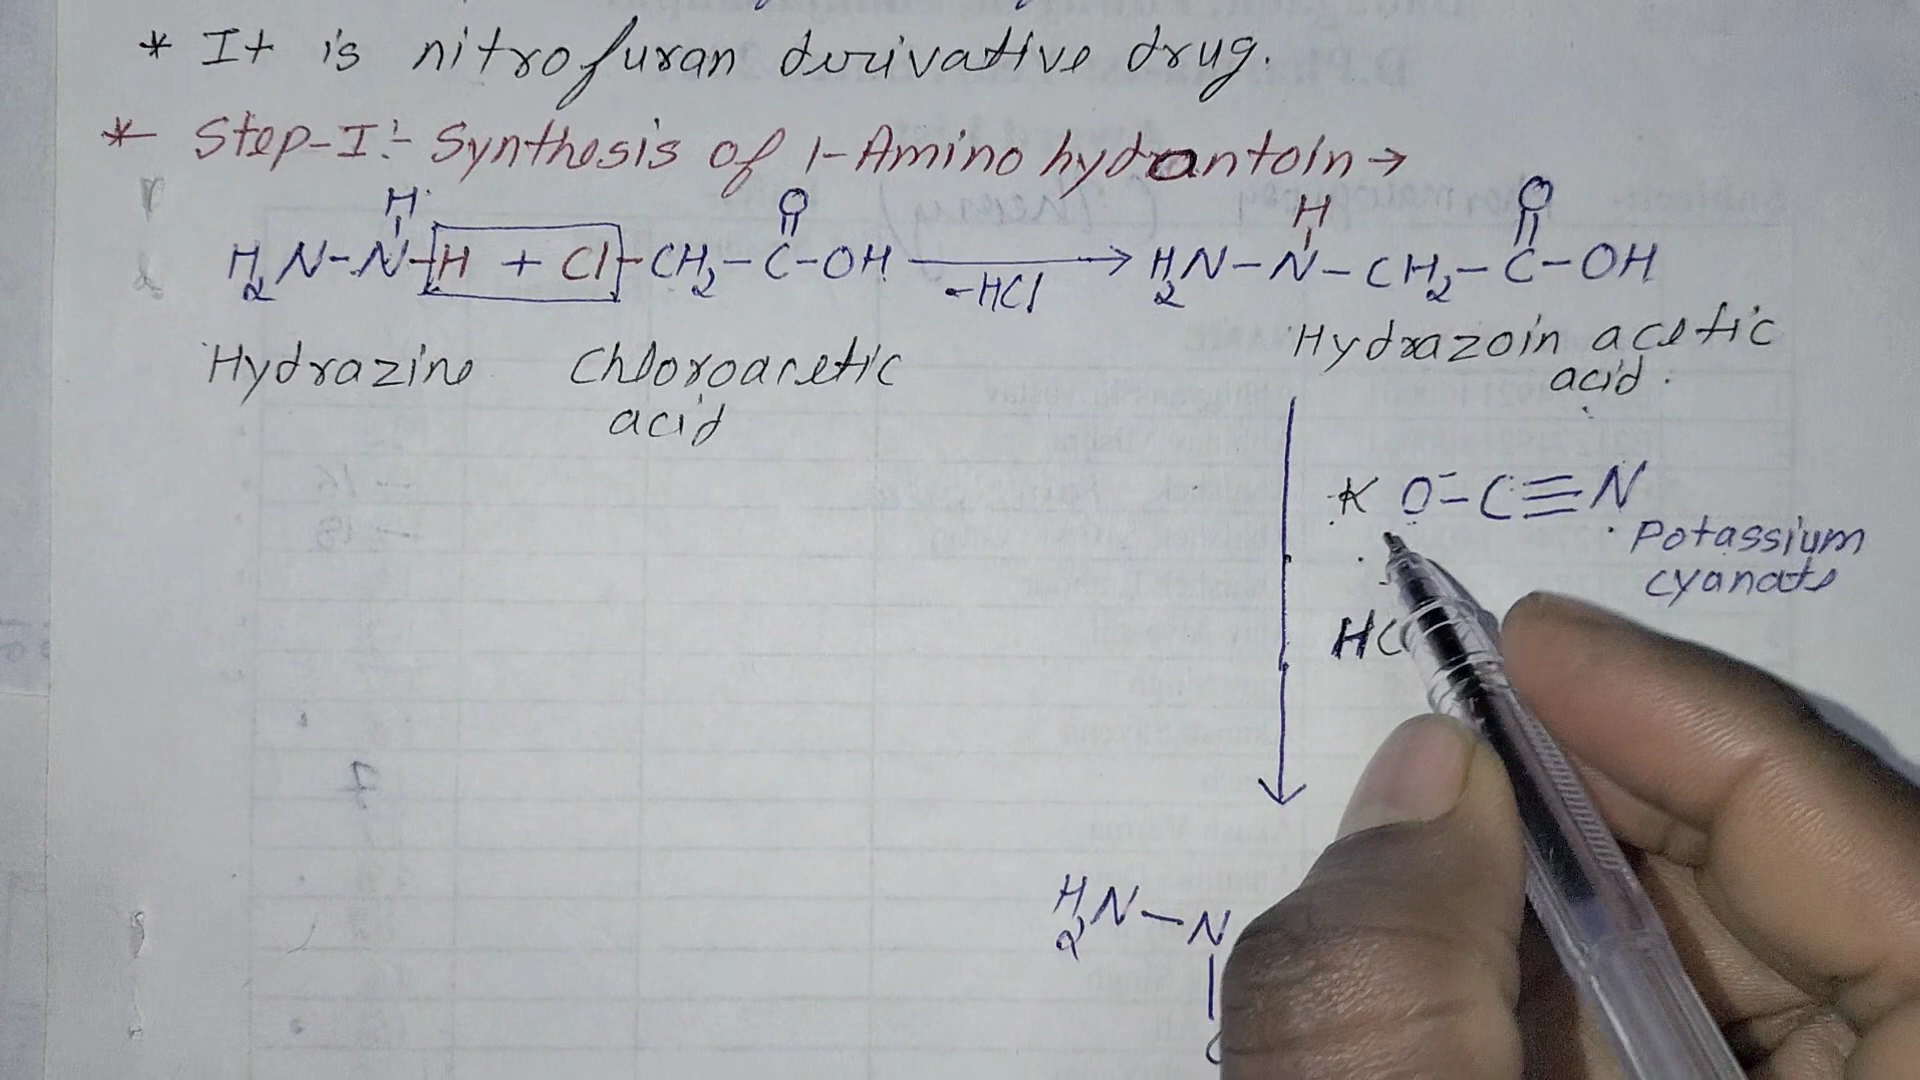 * It is nitrofuran derivative drug.
* Step-I:- Synthesis of 1-Amino hydrantoin →
H
O
H
O
H2N-N-H + Cl-CH2-C-OH → H2N-N-CH2-C-OH
-HCl
Hydrazine Chloroacetic acid
Hydrazoin acetic acid.
K O⁻-C≡N
Potassium cyanate
HC
H2N-N